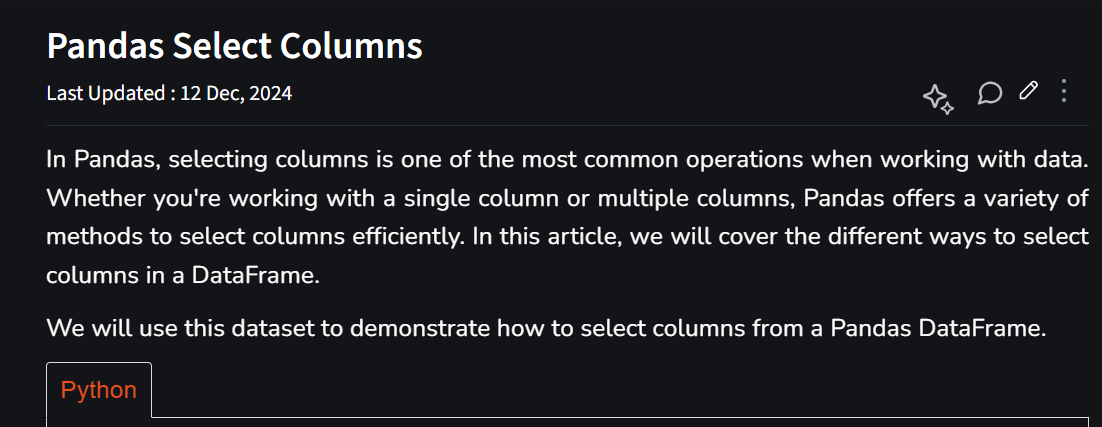 Pandas Select Columns
Last Updated : 12 Dec, 2024
In Pandas, selecting columns is one of the most common operations when working with data.
Whether you're working with a single column or multiple columns, Pandas offers a variety of
methods to select columns efficiently. In this article, we will cover the different ways to select
columns in a DataFrame.
We will use this dataset to demonstrate how to select columns from a Pandas DataFrame.
Python